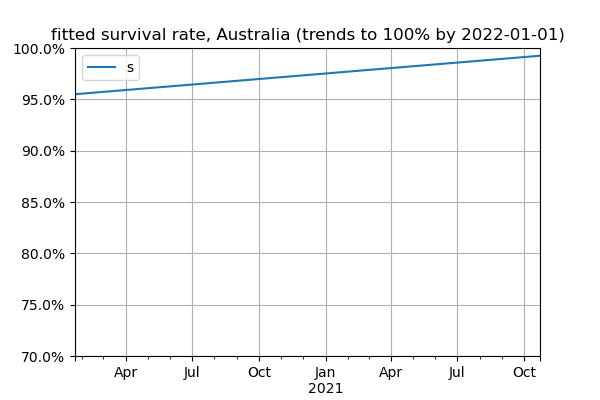 fitted survival rate, Australia (trends to 100% by 2022-01-01)
100.0%
s
95.0%
90.0%
85.0%
80.0%
75.0%
70.0%
Apr Jul Oct Jan Apr Jul Oct
2021